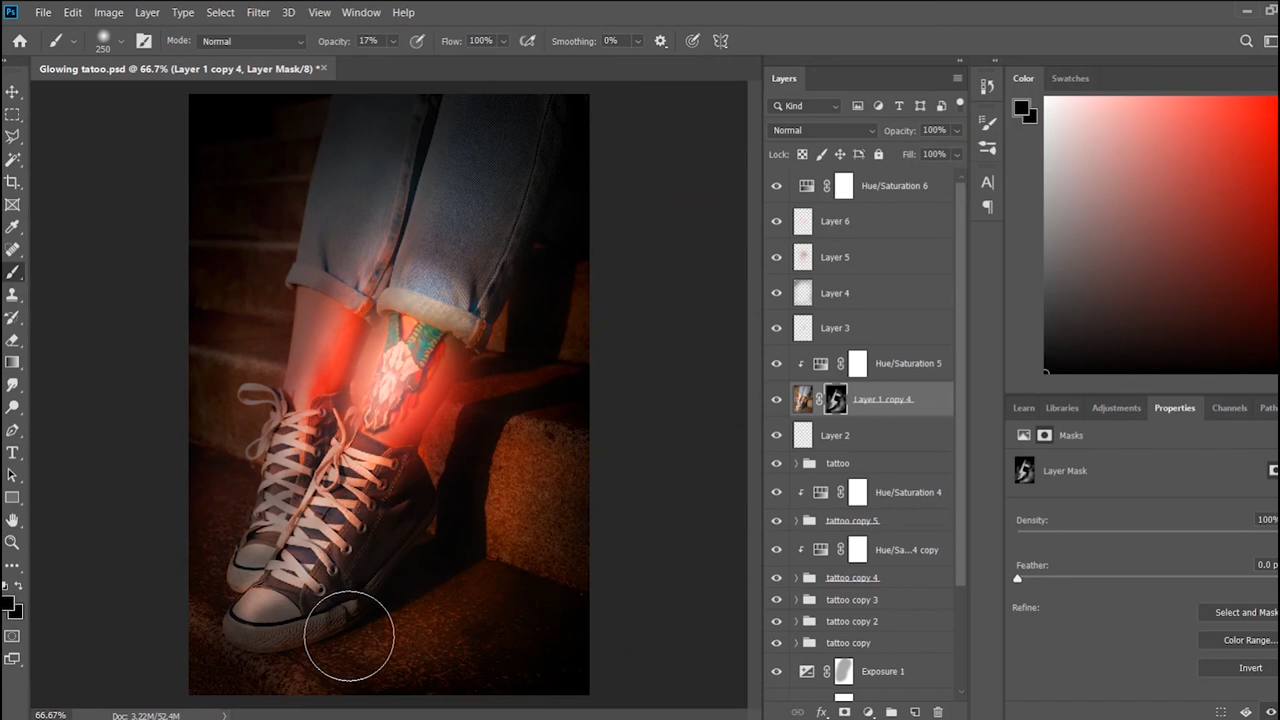 Ps File Edit Image Layer Type Select Filter 3D View Window Help
250 Mode: Normal Opacity: 17% Flow: 100% Smoothing: 0%
Glowing tatoo.psd @ 66.7% (Layer 1 copy 4, Layer Mask/8) *
Layers
Kind
Normal Opacity: 100%
Lock: Fill: 100%
Hue/Saturation 6
Layer 6
Layer 5
Layer 4
Layer 3
Hue/Saturation 5
Layer 1 copy 4
Layer 2
tattoo
Hue/Saturation 4
tattoo copy 5
Hue/Sa...4 copy
tattoo copy 4
tattoo copy 3
tattoo copy 2
tattoo copy
Exposure 1
fx
Color Swatches
Learn Libraries Adjustments Properties Channels Path
Masks
Layer Mask
Density: 100%
Feather: 0.0 p
Refine: Select and Mask
Color Range...
Invert
66.67% Doc: 3.22M/52.4M